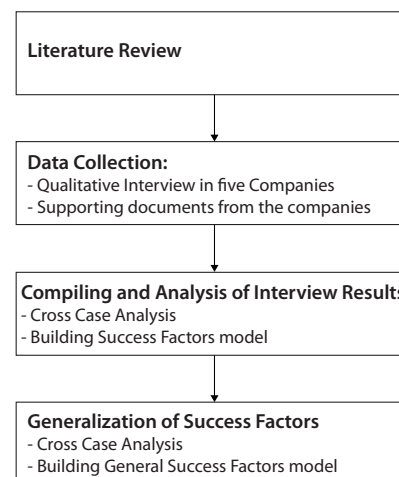 Literature Review
Data Collection:
- Qualitative Interview in five Companies
- Supporting documents from the companies
Compiling and Analysis of Interview Results
- Cross Case Analysis
- Building Success Factors model
Generalization of Success Factors
- Cross Case Analysis
- Building General Success Factors model